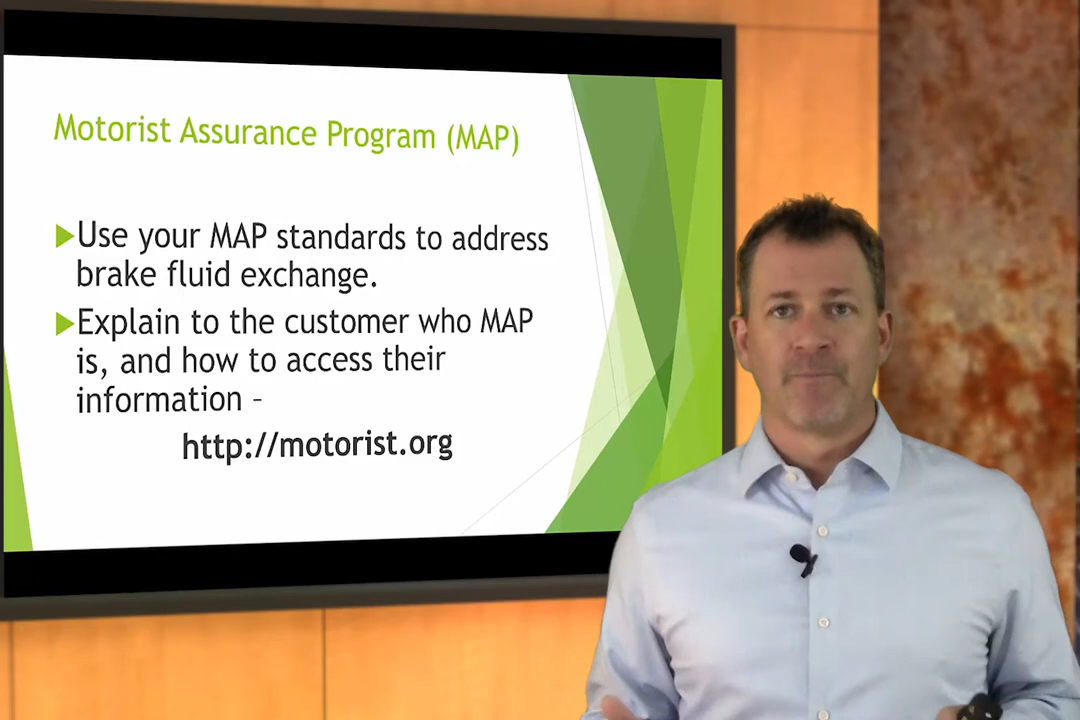 Motorist Assurance Program (MAP)
Use your MAP standards to address
brake fluid exchange.
Explain to the customer who MAP
is, and how to access their
information –
http://motorist.org